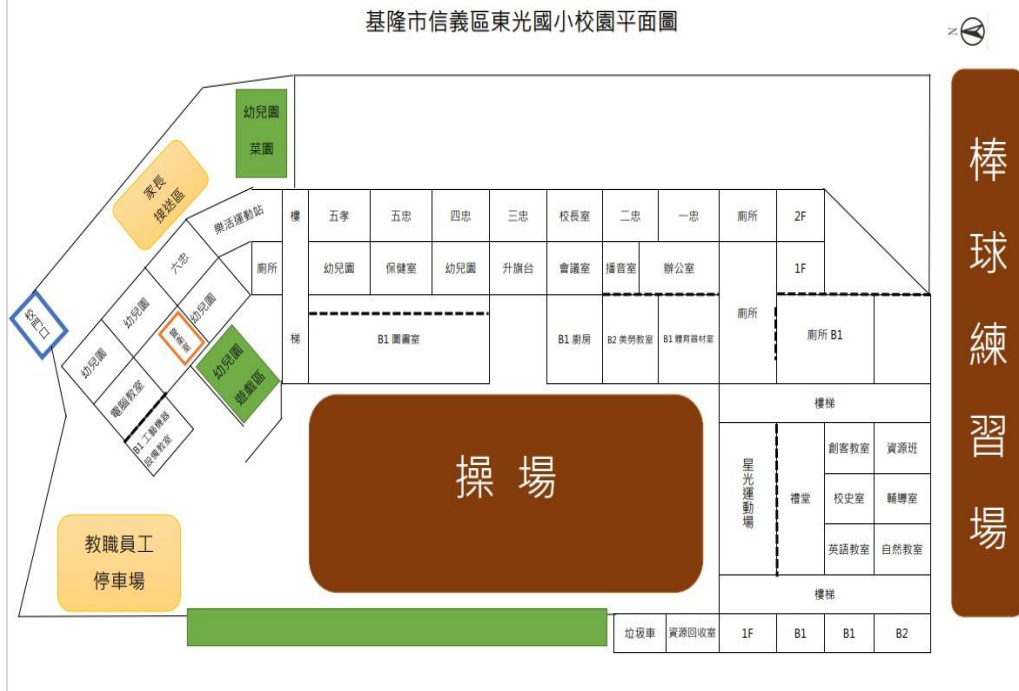 基隆市信義區東光國小校園平面圖
N
幼兒園
菜園
家長
接送區
樂活運動站
樓
五孝
五忠
四忠
三忠
校長室
二忠
一忠
廁所
2F
六忠
廁所
幼兒園
保健室
幼兒園
升旗台
會議室
播音室
辦公室
1F
校門口
幼兒園
幼兒園
警衛室
廁所
梯
B1 圖書室
B1 廚房
B2 美勞教室
B1 體育器材室
廁所 B1
幼兒園
幼兒園
遊戲區
電腦教室
B1 工藝機器
設備教室
樓梯
操場
星光運動場
禮堂
創客教室
資源班
校史室
輔導室
英語教室
自然教室
教職員工
停車場
樓梯
垃圾車
資源回收室
1F
B1
B1
B2
棒球練習場